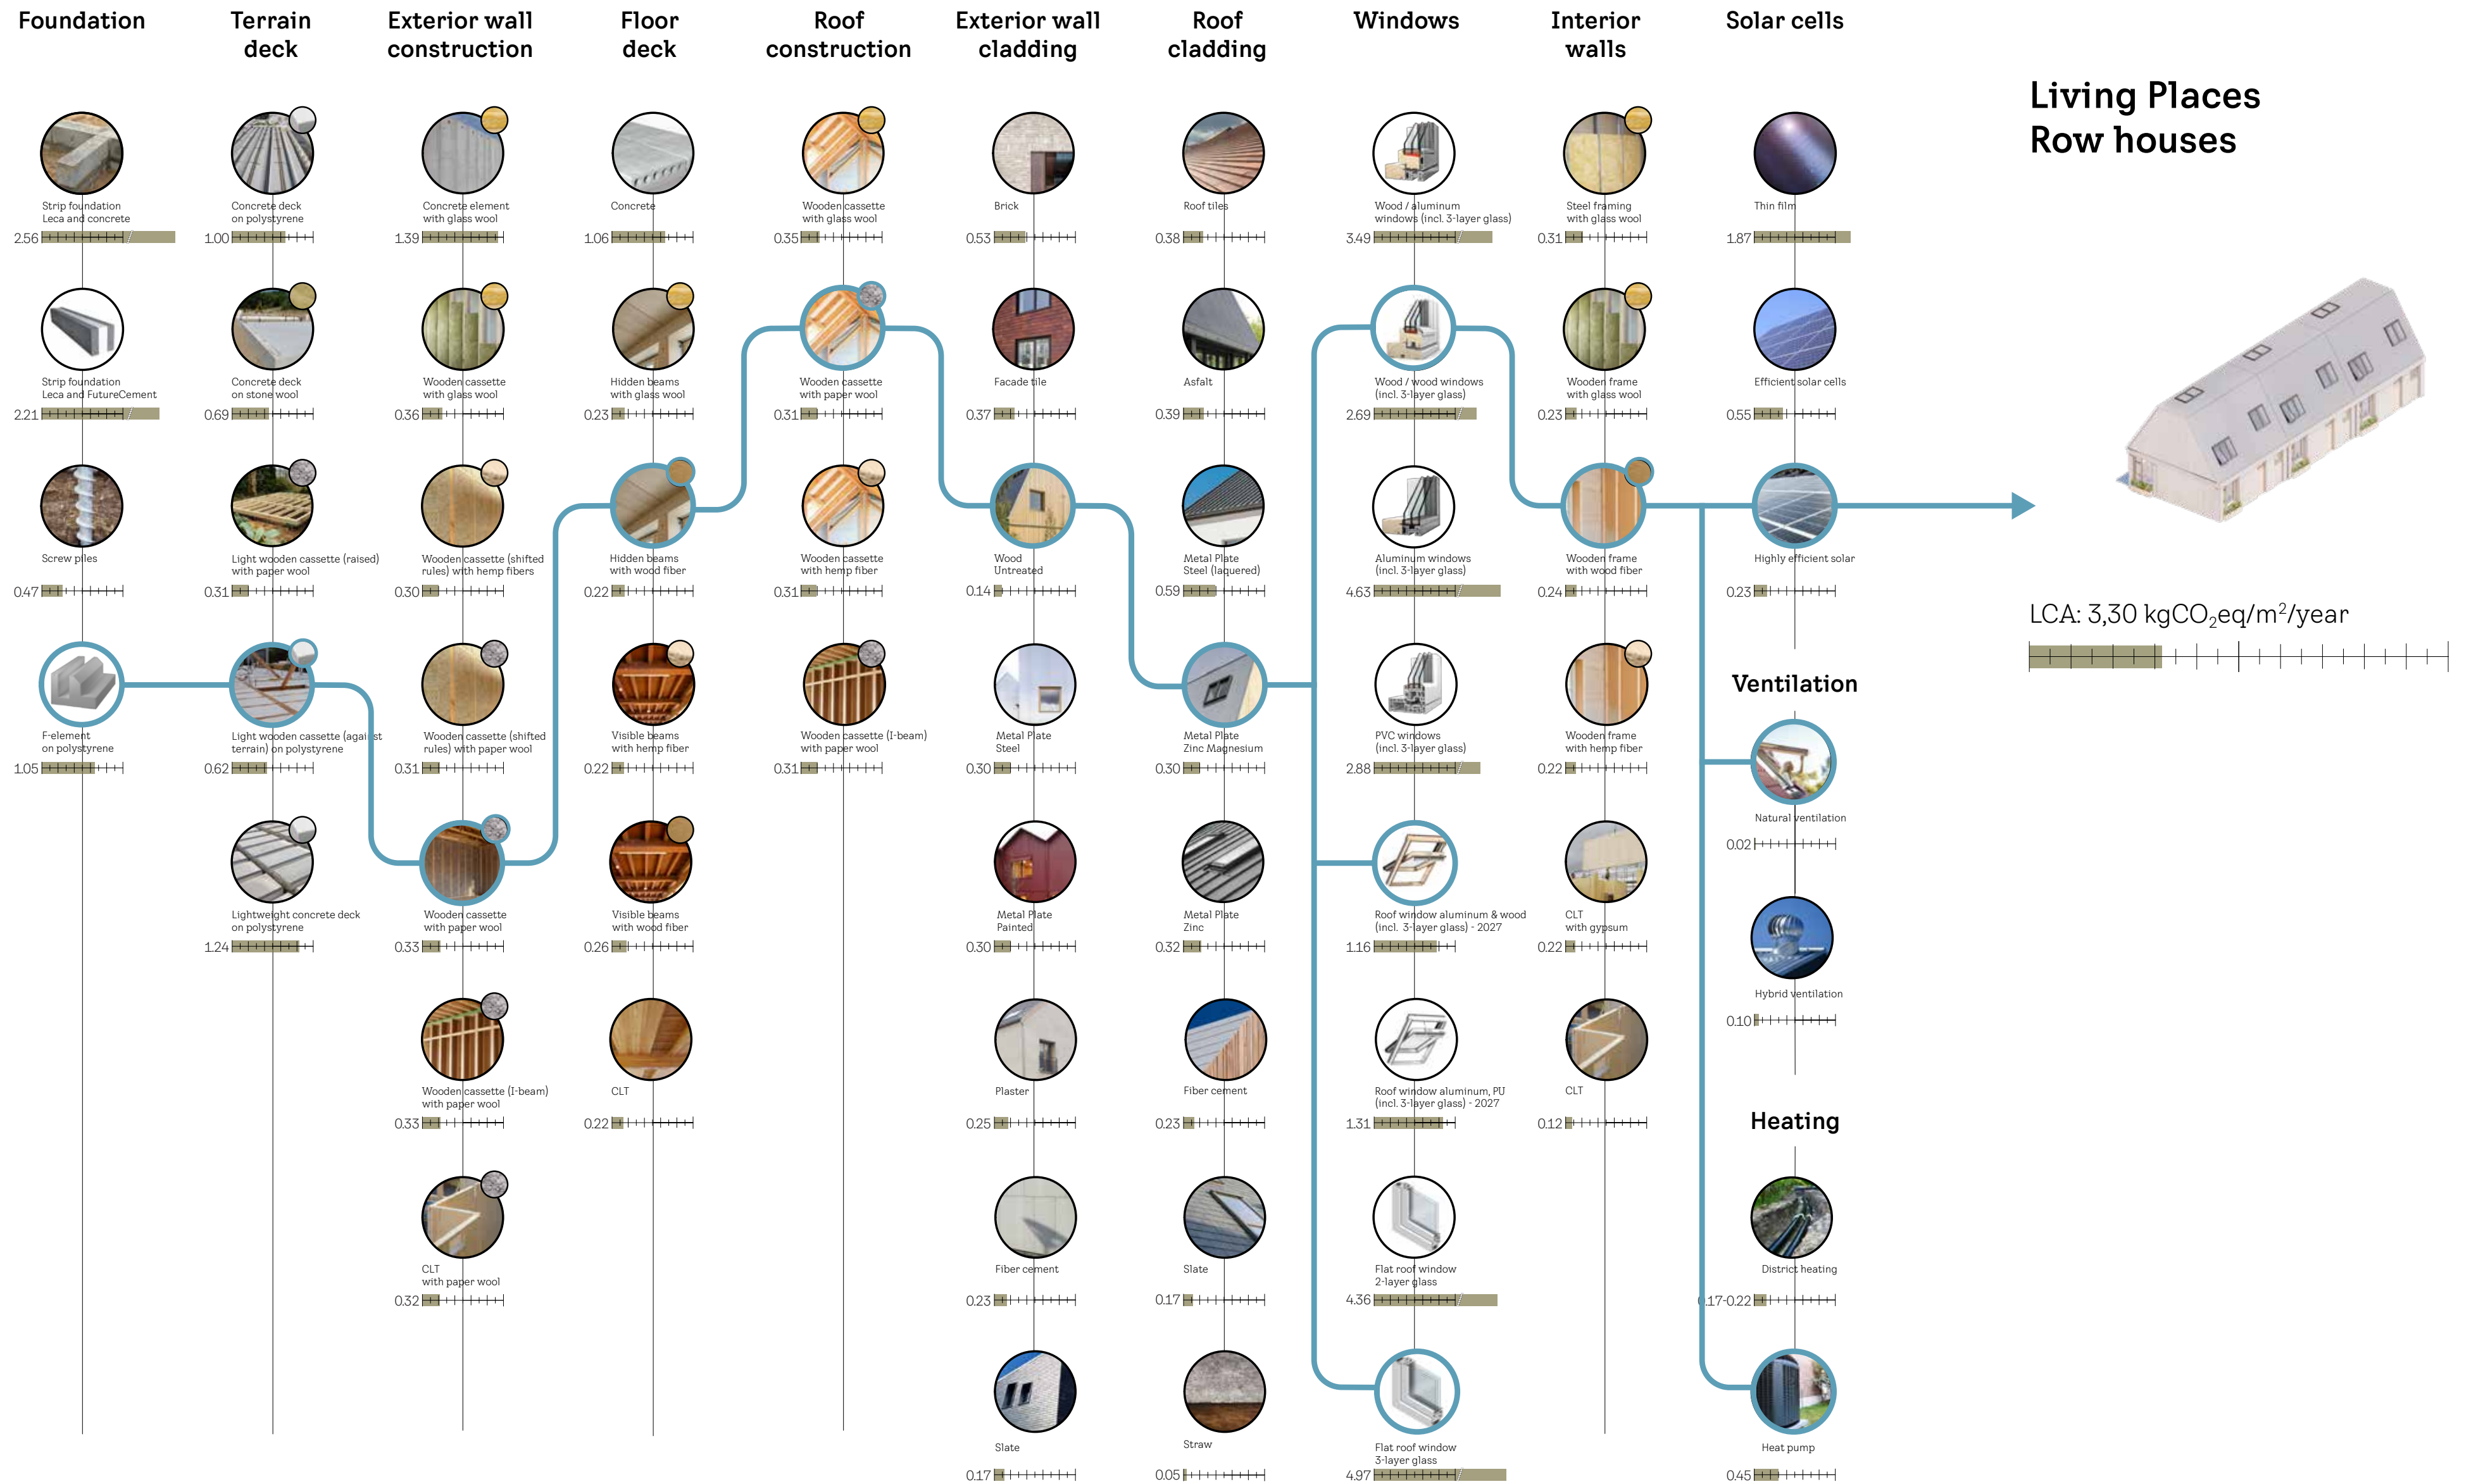 Foundation
Terrain
deck
Exterior wall
construction
Floor
deck
Roof
construction
Exterior wall
cladding
Roof
cladding
Windows
Interior
walls
Solar cells
Living Places
Row houses
Strip foundation
Leca and concrete
2.56
Strip foundation
Leca and FutureCement
2.21
Screw piles
0.47
F-element
on polystyrene
1.05
Concrete deck
on polystyrene
1.00
Concrete deck
on stone wool
0.69
Light wooden cassette (raised)
with paper wool
0.31
Light wooden cassette (against
terrain) on polystyrene
0.62
Lightweight concrete deck
on polystyrene
1.24
Concrete element
with glass wool
1.39
Wooden cassette
with glass wool
0.36
Wooden cassette (shifted
rules) with hemp fibers
0.30
Wooden cassette (shifted
rules) with paper wool
0.31
Wooden cassette
with paper wool
0.33
Wooden cassette (I-beam)
with paper wool
0.33
CLT
with paper wool
0.32
Concrete
1.06
Hidden beams
with glass wool
0.23
Hidden beams
with wood fiber
0.22
Visible beams
with hemp fiber
0.22
Visible beams
with wood fiber
0.26
CLT
0.22
Wooden cassette
with glass wool
0.35
Wooden cassette
with paper wool
0.31
Wooden cassette
with hemp fiber
0.31
Wooden cassette (I-beam)
with paper wool
0.31
Brick
0.53
Facade tile
0.37
Wood
Untreated
0.14
Metal Plate
Steel
0.30
Metal Plate
Painted
0.30
Plaster
0.25
Fiber cement
0.23
Slate
0.17
Roof tiles
0.38
Asfalt
0.39
Metal Plate
Steel (laquered)
0.59
Metal Plate
Zinc Magnesium
0.30
Metal Plate
Zinc
0.32
Fiber cement
0.23
Slate
0.17
Straw
0.05
Wood / aluminum
windows (incl. 3-layer glass)
3.49
Wood / wood windows
(incl. 3-layer glass)
2.69
Aluminum windows
(incl. 3-layer glass)
4.63
PVC windows
(incl. 3-layer glass)
2.88
Roof window aluminum & wood
(incl. 3-layer glass) - 2027
1.16
Roof window aluminum, PU
(incl. 3-layer glass) - 2027
1.31
Flat roof window
2-layer glass
4.36
Flat roof window
3-layer glass
4.97
Steel framing
with glass wool
0.31
Wooden frame
with glass wool
0.23
Wooden frame
with wood fiber
0.24
Wooden frame
with hemp fiber
0.22
CLT
with gypsum
0.22
CLT
0.12
Thin film
1.87
Efficient solar cells
0.55
Highly efficient solar
0.23
Ventilation
Natural ventilation
0.02
Hybrid ventilation
0.10
Heating
District heating
0.17-0.22
Heat pump
0.45
LCA: 3,30 kgCO₂eq/m²/year